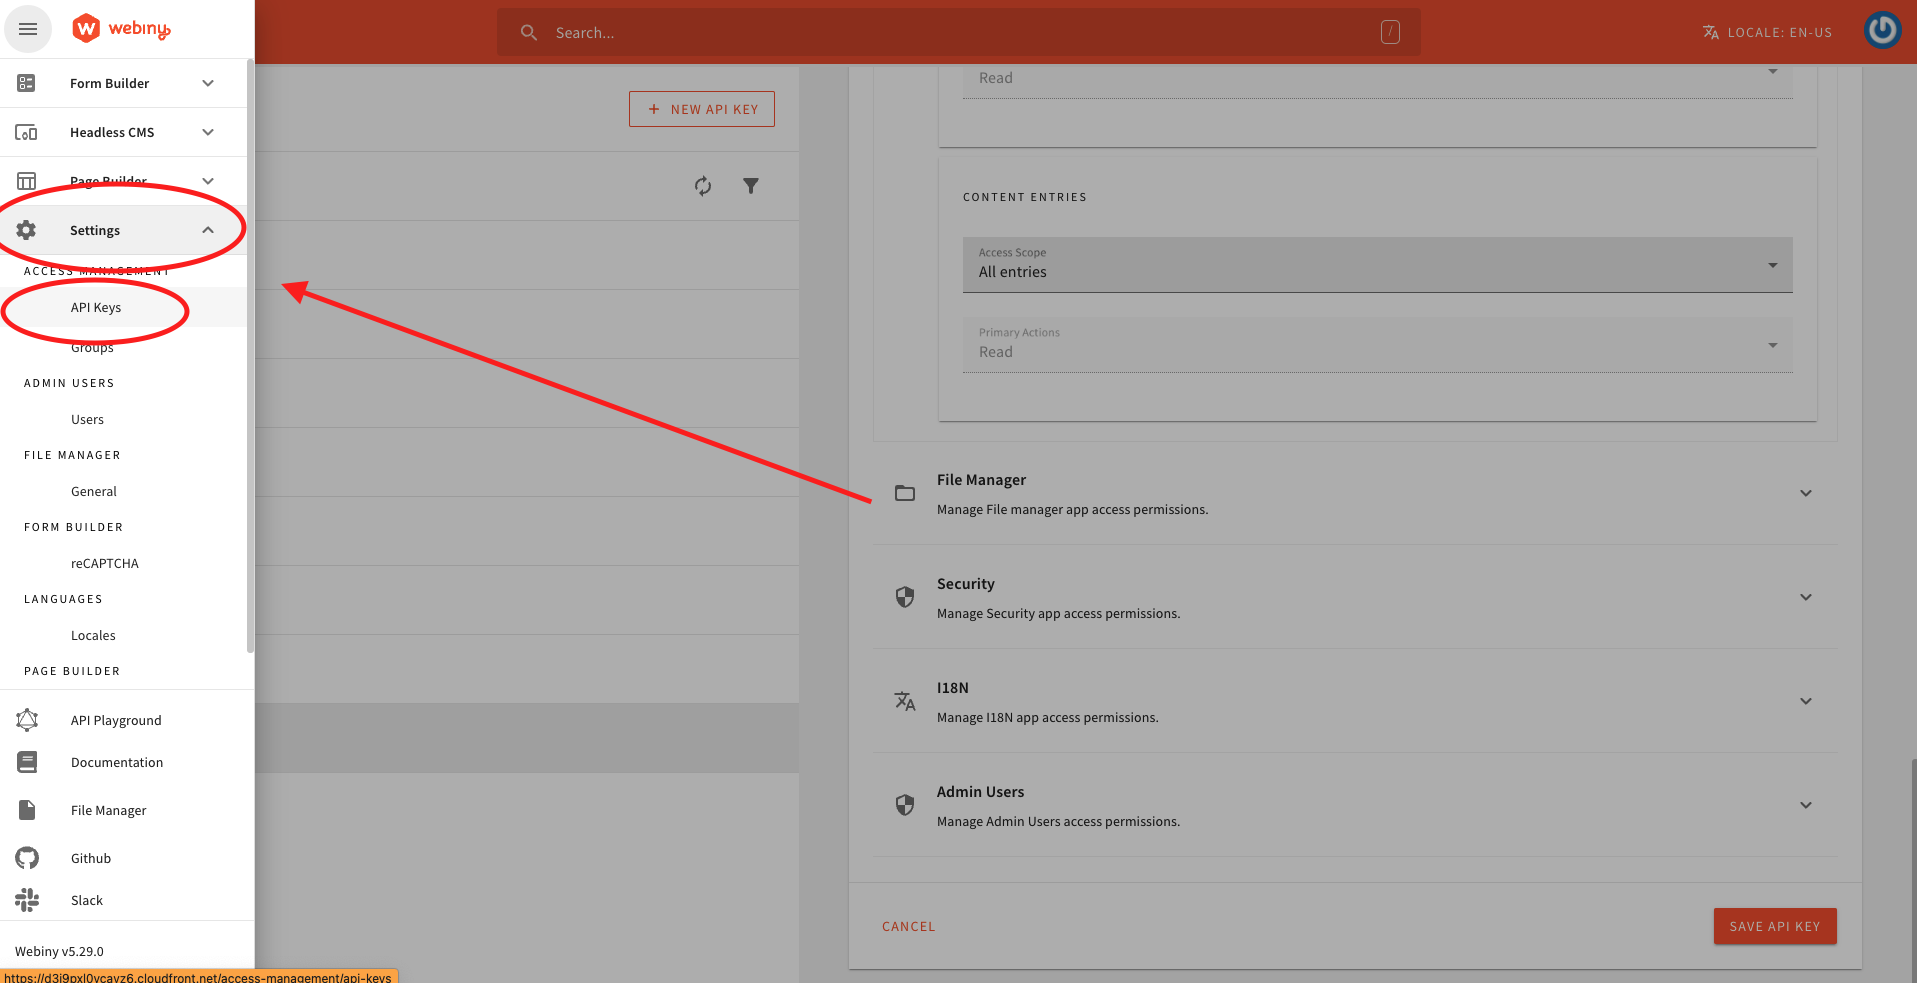 webiny
Search...
/
LOCALE: EN-US
Form Builder
Headless CMS
Page Builder
Settings
ACCESS MANAGEMENT
API Keys
Groups
ADMIN USERS
Users
FILE MANAGER
General
FORM BUILDER
reCAPTCHA
LANGUAGES
Locales
PAGE BUILDER
API Playground
Documentation
File Manager
Github
Slack
Webiny v5.29.0
https://d3i9pxl0vcavz6.cloudfront.net/access-management/api-keys
+ NEW API KEY
Read
CONTENT ENTRIES
Access Scope
All entries
Primary Actions
Read
File Manager
Manage File manager app access permissions.
Security
Manage Security app access permissions.
I18N
Manage I18N app access permissions.
Admin Users
Manage Admin Users access permissions.
CANCEL
SAVE API KEY